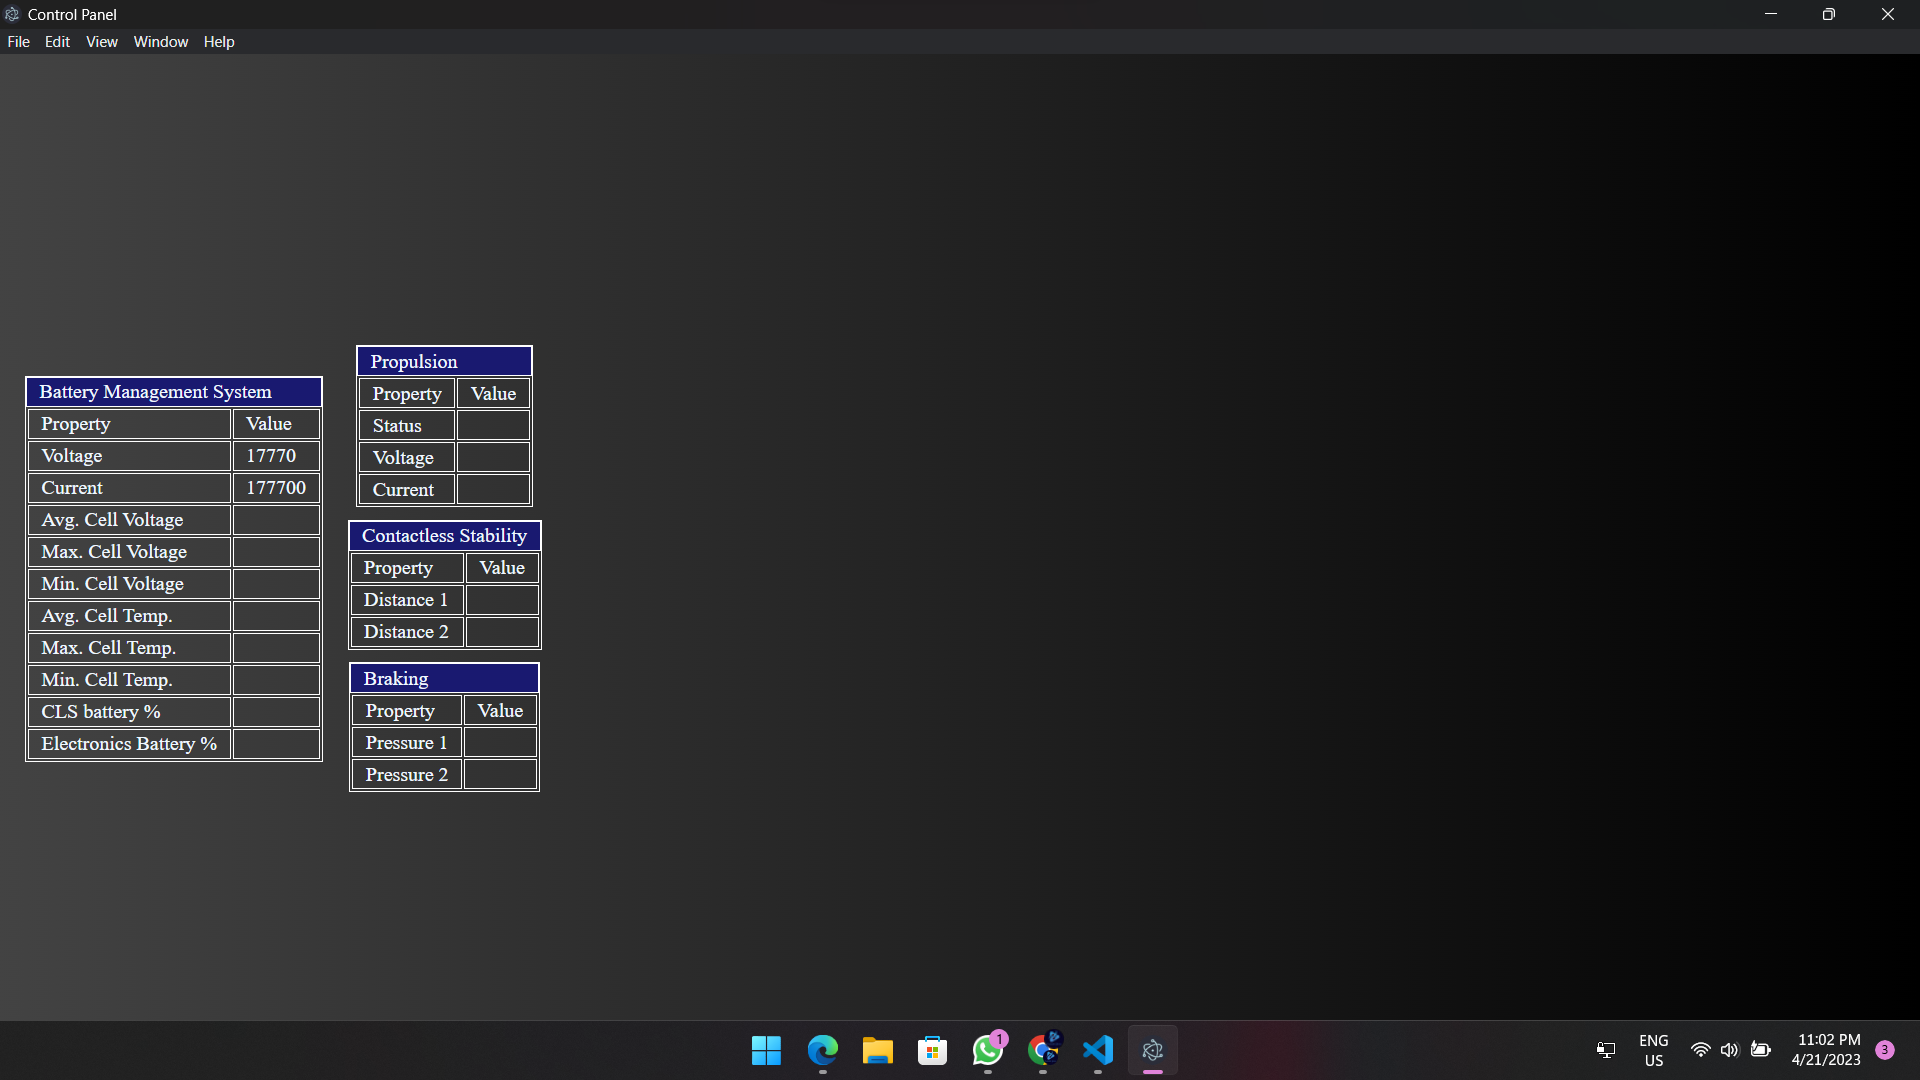 Control Panel
File Edit View Window Help
Battery Management System
Property Value
Voltage 17770
Current 177700
Avg. Cell Voltage
Max. Cell Voltage
Min. Cell Voltage
Avg. Cell Temp.
Max. Cell Temp.
Min. Cell Temp.
CLS battery %
Electronics Battery %
Propulsion
Property Value
Status
Voltage
Current
Contactless Stability
Property Value
Distance 1
Distance 2
Braking
Property Value
Pressure 1
Pressure 2
1
ENG
US
11:02 PM
4/21/2023
3